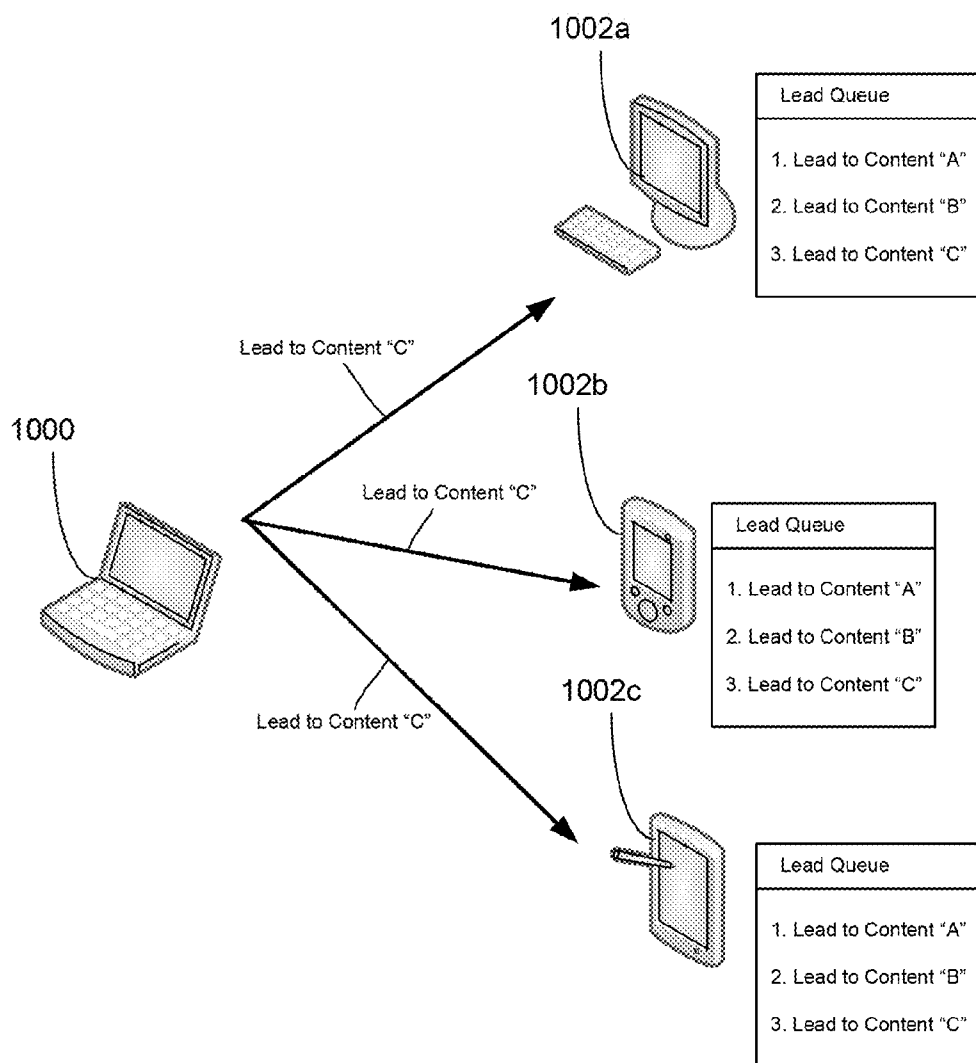 1002a
Lead Queue
1. Lead to Content “A”
2. Lead to Content “B”
3. Lead to Content “C”
Lead to Content “C”
1002b
1000
Lead to Content “C”
Lead Queue
1. Lead to Content “A”
2. Lead to Content “B”
3. Lead to Content “C”
1002c
Lead to Content “C”
Lead Queue
1. Lead to Content “A”
2. Lead to Content “B”
3. Lead to Content “C”